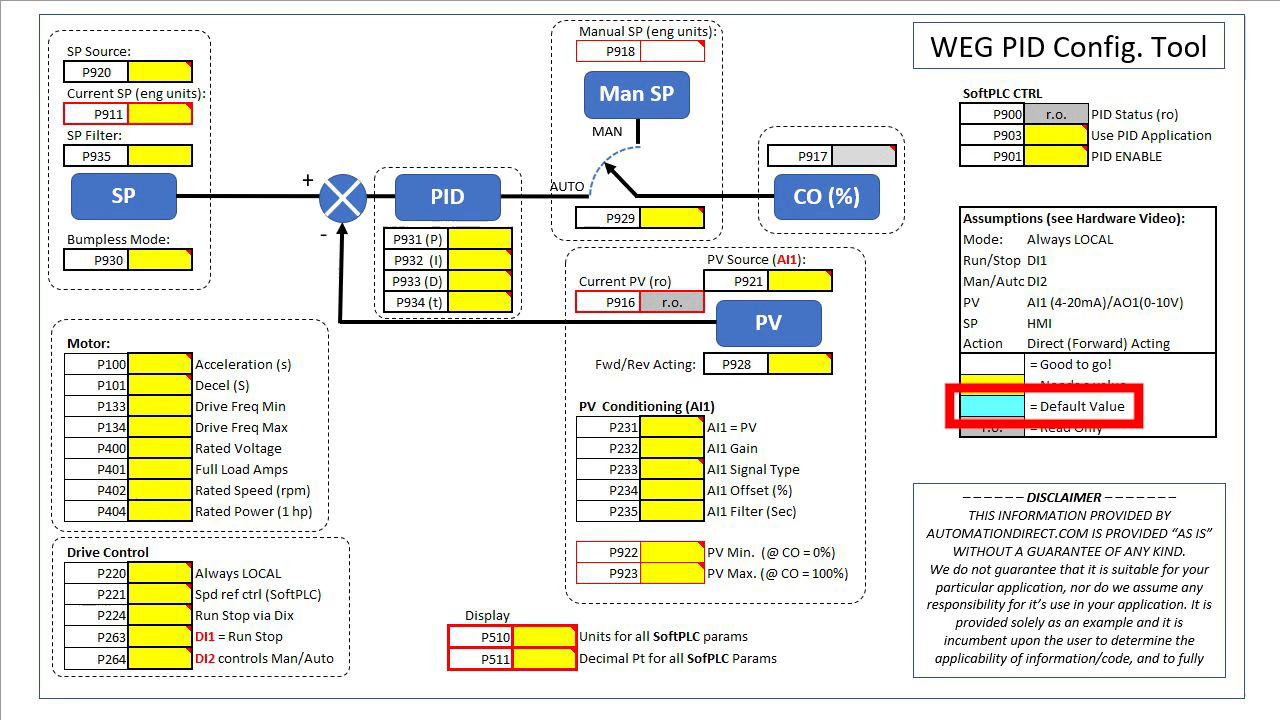 WEG PID Config. Tool
SP Source:
P920
Current SP (eng units):
P911
SP Filter:
P935
SP
Bumpless Mode:
P930
+
-
PID
P931 (P)
P932 (I)
P933 (D)
P934 (t)
Manual SP (eng units):
P918
Man SP
MAN
AUTO
P929
P917
CO (%)
PV Source (AI1):
P921
Current PV (ro)
P916 r.o.
PV
Fwd/Rev Acting: P928
PV Conditioning (AI1)
P231 AI1 = PV
P232 AI1 Gain
P233 AI1 Signal Type
P234 AI1 Offset (%)
P235 AI1 Filter (Sec)
P922 PV Min. (@ CO = 0%)
P923 PV Max. (@ CO = 100%)
Motor:
P100 Acceleration (s)
P101 Decel (S)
P133 Drive Freq Min
P134 Drive Freq Max
P400 Rated Voltage
P401 Full Load Amps
P402 Rated Speed (rpm)
P404 Rated Power (1 hp)
Drive Control
P220 Always LOCAL
P221 Spd ref ctrl (SoftPLC)
P224 Run Stop via Dix
P263 DI1 = Run Stop
P264 DI2 controls Man/Auto
Display
P510 Units for all SoftPLC params
P511 Decimal Pt for all SofPLC Params
SoftPLC CTRL
P900 r.o. PID Status (ro)
P903 Use PID Application
P901 PID ENABLE
Assumptions (see Hardware Video):
Mode: Always LOCAL
Run/Stop DI1
Man/Autc DI2
PV AI1 (4-20mA)/AO1(0-10V)
SP HMI
Action Direct (Forward) Acting
= Good to go!
= Needs a value
= Default Value
r.o. = Read Only
– – – – – – DISCLAIMER – – – – – – –
THIS INFORMATION PROVIDED BY
AUTOMATIONDIRECT.COM IS PROVIDED “AS IS”
WITHOUT A GUARANTEE OF ANY KIND.
We do not guarantee that it is suitable for your
particular application, nor do we assume any
responsibility for it’s use in your application. It is
provided solely as an example and it is
incumbent upon the user to determine the
applicability of information/code, and to fully